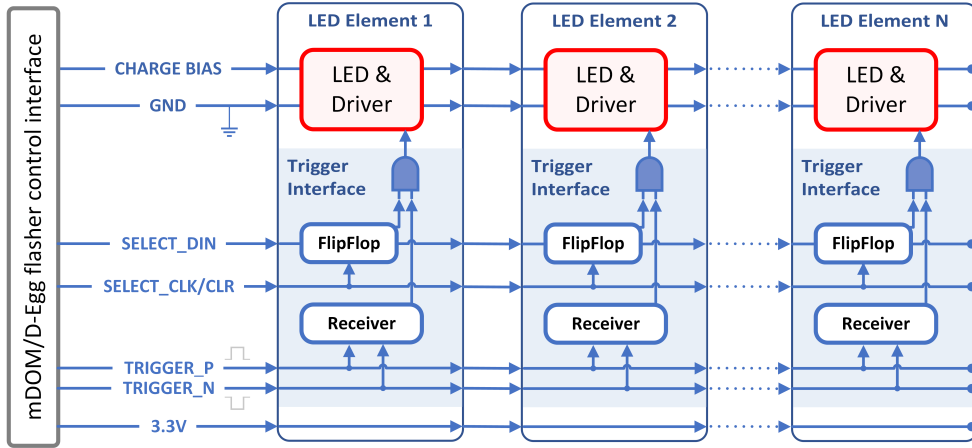 mDOM/D-Egg flasher control interface
LED Element 1
LED Element 2
LED Element N
CHARGE BIAS
GND
SELECT_DIN
SELECT_CLK/CLR
TRIGGER_P
TRIGGER_N
3.3V
LED &
Driver
Trigger
Interface
FlipFlop
Receiver
LED &
Driver
Trigger
Interface
FlipFlop
Receiver
LED &
Driver
Trigger
Interface
FlipFlop
Receiver